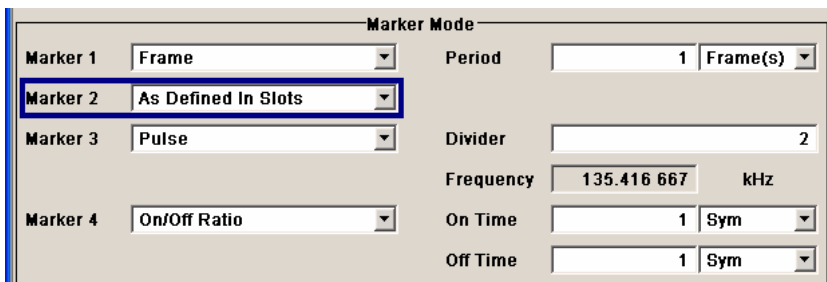 Marker Mode
Marker 1 Frame Period 1 Frame(s)
Marker 2 As Defined In Slots
Marker 3 Pulse Divider 2
Frequency 135.416 667 kHz
Marker 4 On/Off Ratio On Time 1 Sym
Off Time 1 Sym